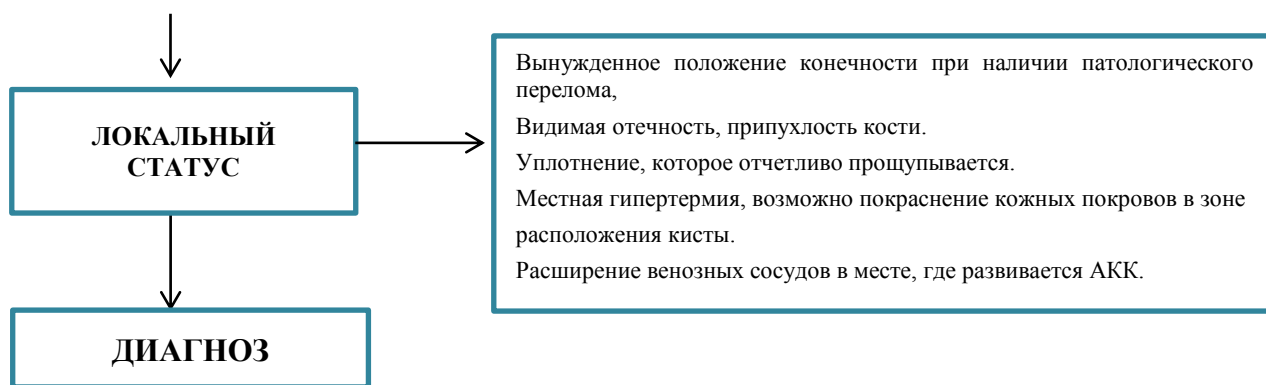 ЛОКАЛЬНЫЙ
СТАТУС
Вынужденное положение конечности при наличии патологического
перелома,
Видимая отечность, припухлость кости.
Уплотнение, которое отчетливо прощупывается.
Местная гипертермия, возможно покраснение кожных покровов в зоне
расположения кисты.
Расширение венозных сосудов в месте, где развивается АКК.
ДИАГНОЗ